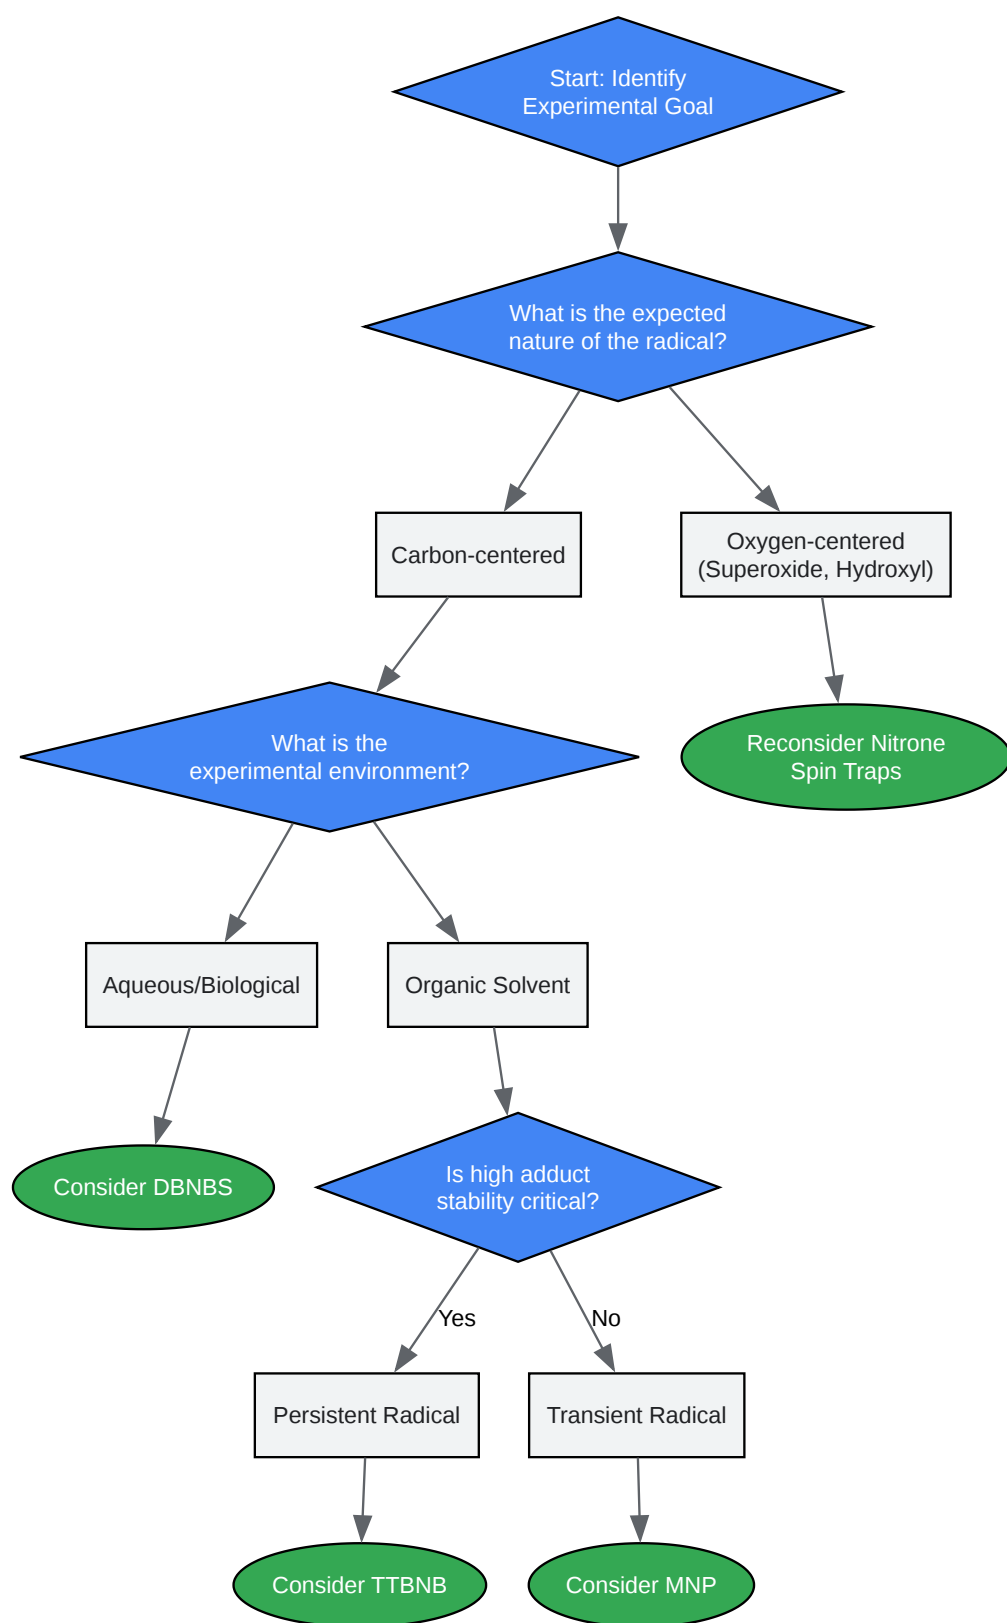 Start: Identify
Experimental Goal
What is the expected
nature of the radical?
Carbon-centered
Oxygen-centered
(Superoxide, Hydroxyl)
What is the
experimental environment?
Reconsider Nitrone
Spin Traps
Aqueous/Biological
Organic Solvent
Consider DBNBS
Is high adduct
stability critical?
Yes
No
Persistent Radical
Transient Radical
Consider TTBNB
Consider MNP